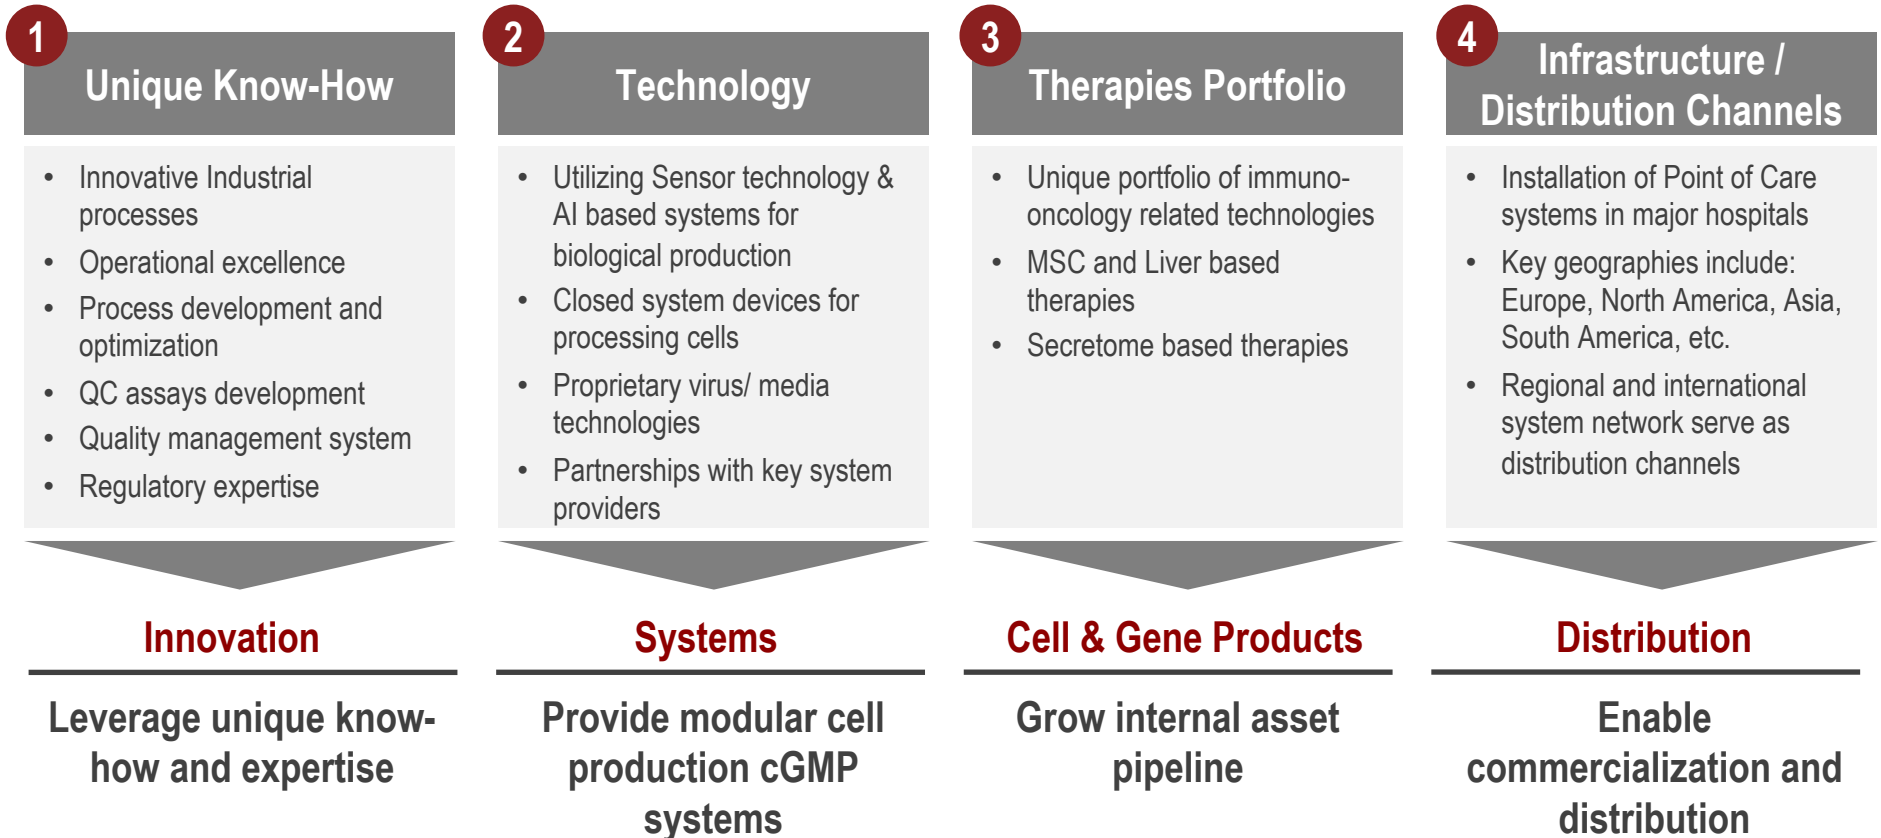 1
Unique Know-How
• Innovative Industrial
processes
• Operational excellence
• Process development and
optimization
• QC assays development
• Quality management system
• Regulatory expertise
Innovation
Leverage unique know-
how and expertise
2
Technology
• Utilizing Sensor technology &
AI based systems for
biological production
• Closed system devices for
processing cells
• Proprietary virus/ media
technologies
• Partnerships with key system
providers
Systems
Provide modular cell
production cGMP
systems
3
Therapies Portfolio
• Unique portfolio of immuno-
oncology related technologies
• MSC and Liver based
therapies
• Secretome based therapies
Cell & Gene Products
Grow internal asset
pipeline
4
Infrastructure /
Distribution Channels
• Installation of Point of Care
systems in major hospitals
• Key geographies include:
Europe, North America, Asia,
South America, etc.
• Regional and international
system network serve as
distribution channels
Distribution
Enable
commercialization and
distribution